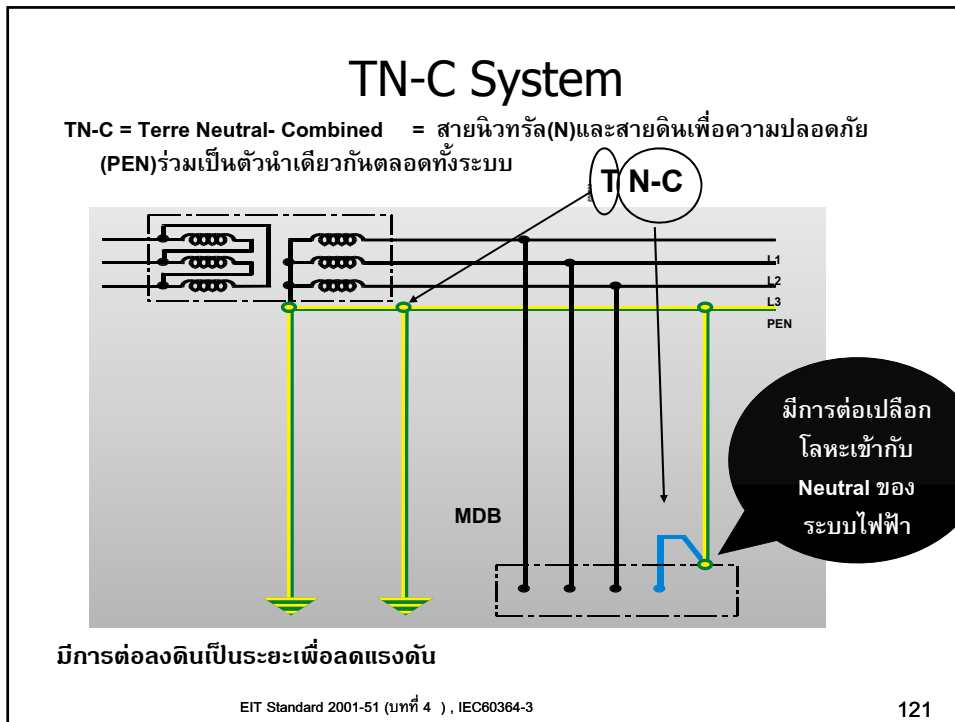 TN-C System
TN-C = Terre Neutral- Combined = สายนิวทรัล(N)และสายดินเพื่อความปลอดภัย
(PEN)ร่วมเป็นตัวนำเดียวกันตลอดทั้งระบบ
T N-C
L1
L2
L3
PEN
มีการต่อเปลือก
โลหะเข้ากับ
Neutral ของ
ระบบไฟฟ้า
MDB
มีการต่อลงดินเป็นระยะเพื่อลดแรงดัน
EIT Standard 2001-51 (บทที่ 4 ) , IEC60364-3
121